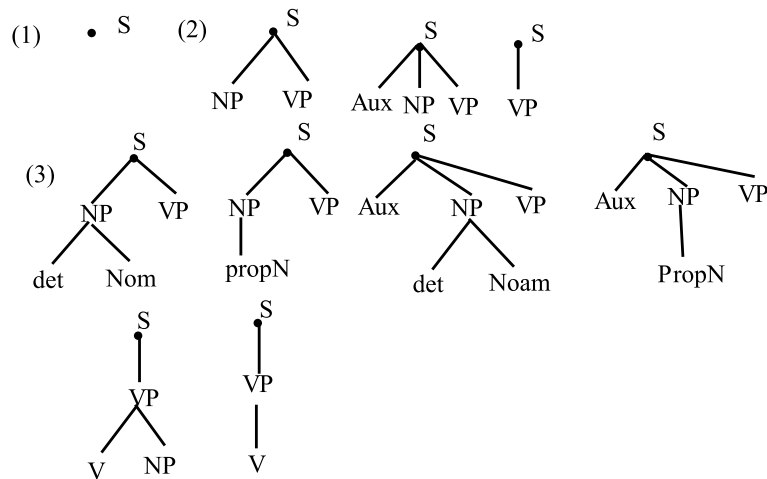 (1) S (2) S S S
NP VP Aux NP VP VP
(3) S S S S
NP VP NP VP Aux NP VP Aux NP VP
det Nom propN det Noam PropN
S S
VP VP
V NP V